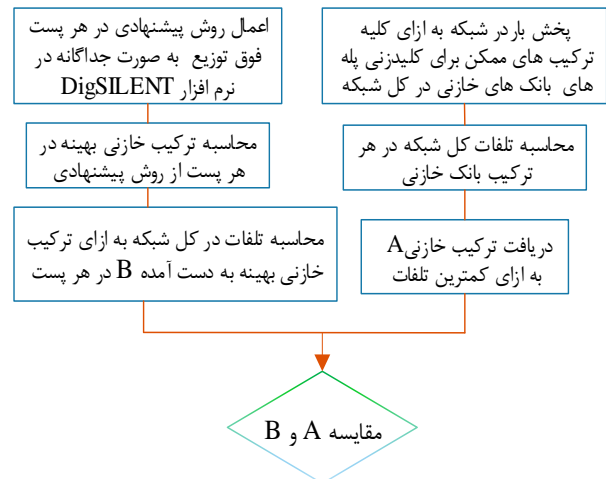 پخش بار در شبکه به ازای کلیه
ترکیب های ممکن برای کلیدزنی پله
های بانک های خازنی در کل شبکه
محاسبه تلفات کل شبکه در هر
ترکیب بانک خازنی
دریافت ترکیب خازنی A
به ازای کمترین تلفات
اعمال روش پیشنهادی در هر پست
فوق توزیع به صورت جداگانه در
نرم افزار DigSILENT
محاسبه ترکیب خازنی بهینه در
هر پست از روش پیشنهادی
محاسبه تلفات در کل شبکه به ازای ترکیب
خازنی بهینه به دست آمده B در هر پست
مقایسه A و B